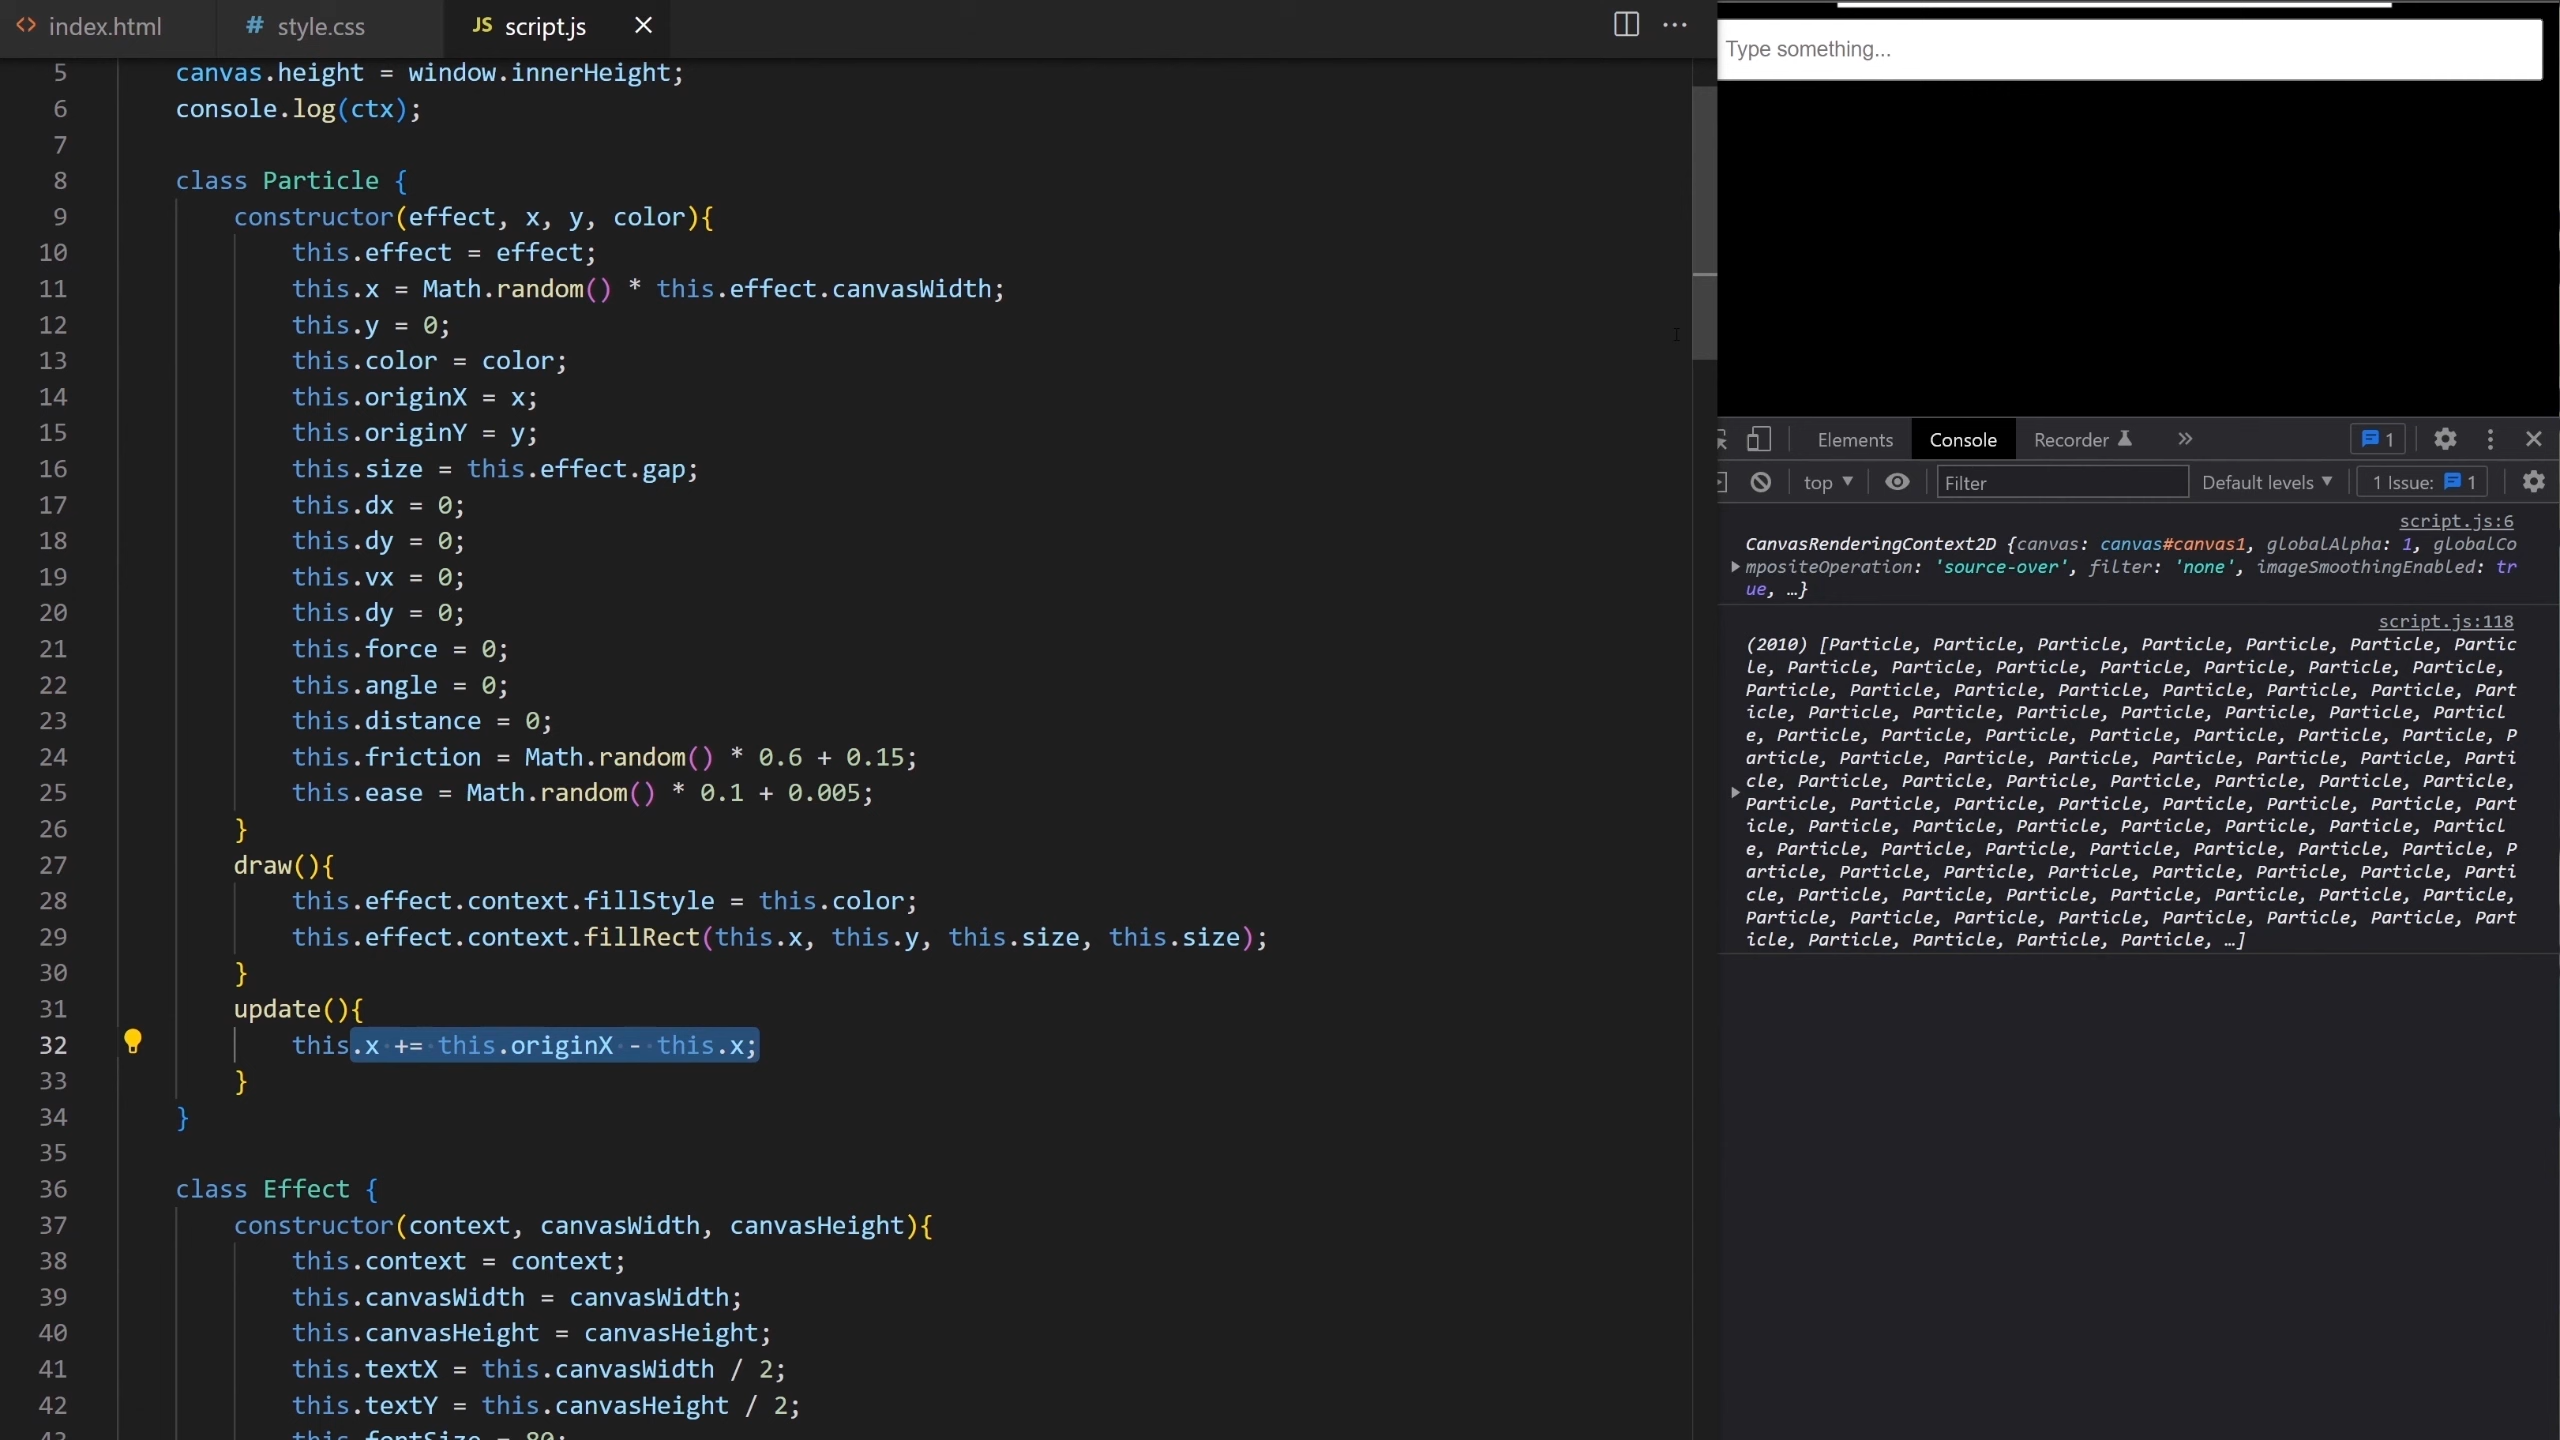 index.html
style.css
JS script.js
5 canvas.height = window.innerHeight;
6 console.log(ctx);
7
8 class Particle {
9 constructor(effect, x, y, color){
10 this.effect = effect;
11 this.x = Math.random() * this.effect.canvasWidth;
12 this.y = 0;
13 this.color = color;
14 this.originX = x;
15 this.originY = y;
16 this.size = this.effect.gap;
17 this.dx = 0;
18 this.dy = 0;
19 this.vx = 0;
20 this.dy = 0;
21 this.force = 0;
22 this.angle = 0;
23 this.distance = 0;
24 this.friction = Math.random() * 0.6 + 0.15;
25 this.ease = Math.random() * 0.1 + 0.005;
26 }
27 draw(){
28 this.effect.context.fillStyle = this.color;
29 this.effect.context.fillRect(this.x, this.y, this.size, this.size);
30 }
31 update(){
32 this.x += this.originX - this.x;
33 }
34 }
35
36 class Effect {
37 constructor(context, canvasWidth, canvasHeight){
38 this.context = context;
39 this.canvasWidth = canvasWidth;
40 this.canvasHeight = canvasHeight;
41 this.textX = this.canvasWidth / 2;
42 this.textY = this.canvasHeight / 2;
43 this.fontSize = 80;
Type something...
Elements Console Recorder 1
top Filter Default levels 1 Issue: 1
script.js:6
CanvasRenderingContext2D {canvas: canvas#canvas1, globalAlpha: 1, globalCo
mpositeOperation: 'source-over', filter: 'none', imageSmoothingEnabled: tr
ue, …}
script.js:118
(2010) [Particle, Particle, Particle, Particle, Particle, Particle, Partic
le, Particle, Particle, Particle, Particle, Particle, Particle, Particle,
Particle, Particle, Particle, Particle, Particle, Particle, Particle, Part
icle, Particle, Particle, Particle, Particle, Particle, Particle, Particl
e, Particle, Particle, Particle, Particle, Particle, Particle, Particle, P
article, Particle, Particle, Particle, Particle, Particle, Particle, Parti
cle, Particle, Particle, Particle, Particle, Particle, Particle, Particle,
Particle, Particle, Particle, Particle, Particle, Particle, Particle, Part
icle, Particle, Particle, Particle, Particle, Particle, Particle, Particl
e, Particle, Particle, Particle, Particle, Particle, Particle, Particle, P
article, Particle, Particle, Particle, Particle, Particle, Particle, Parti
cle, Particle, Particle, Particle, Particle, Particle, Particle, Particle,
Particle, Particle, Particle, Particle, Particle, Particle, Particle, Part
icle, Particle, Particle, Particle, Particle, …]